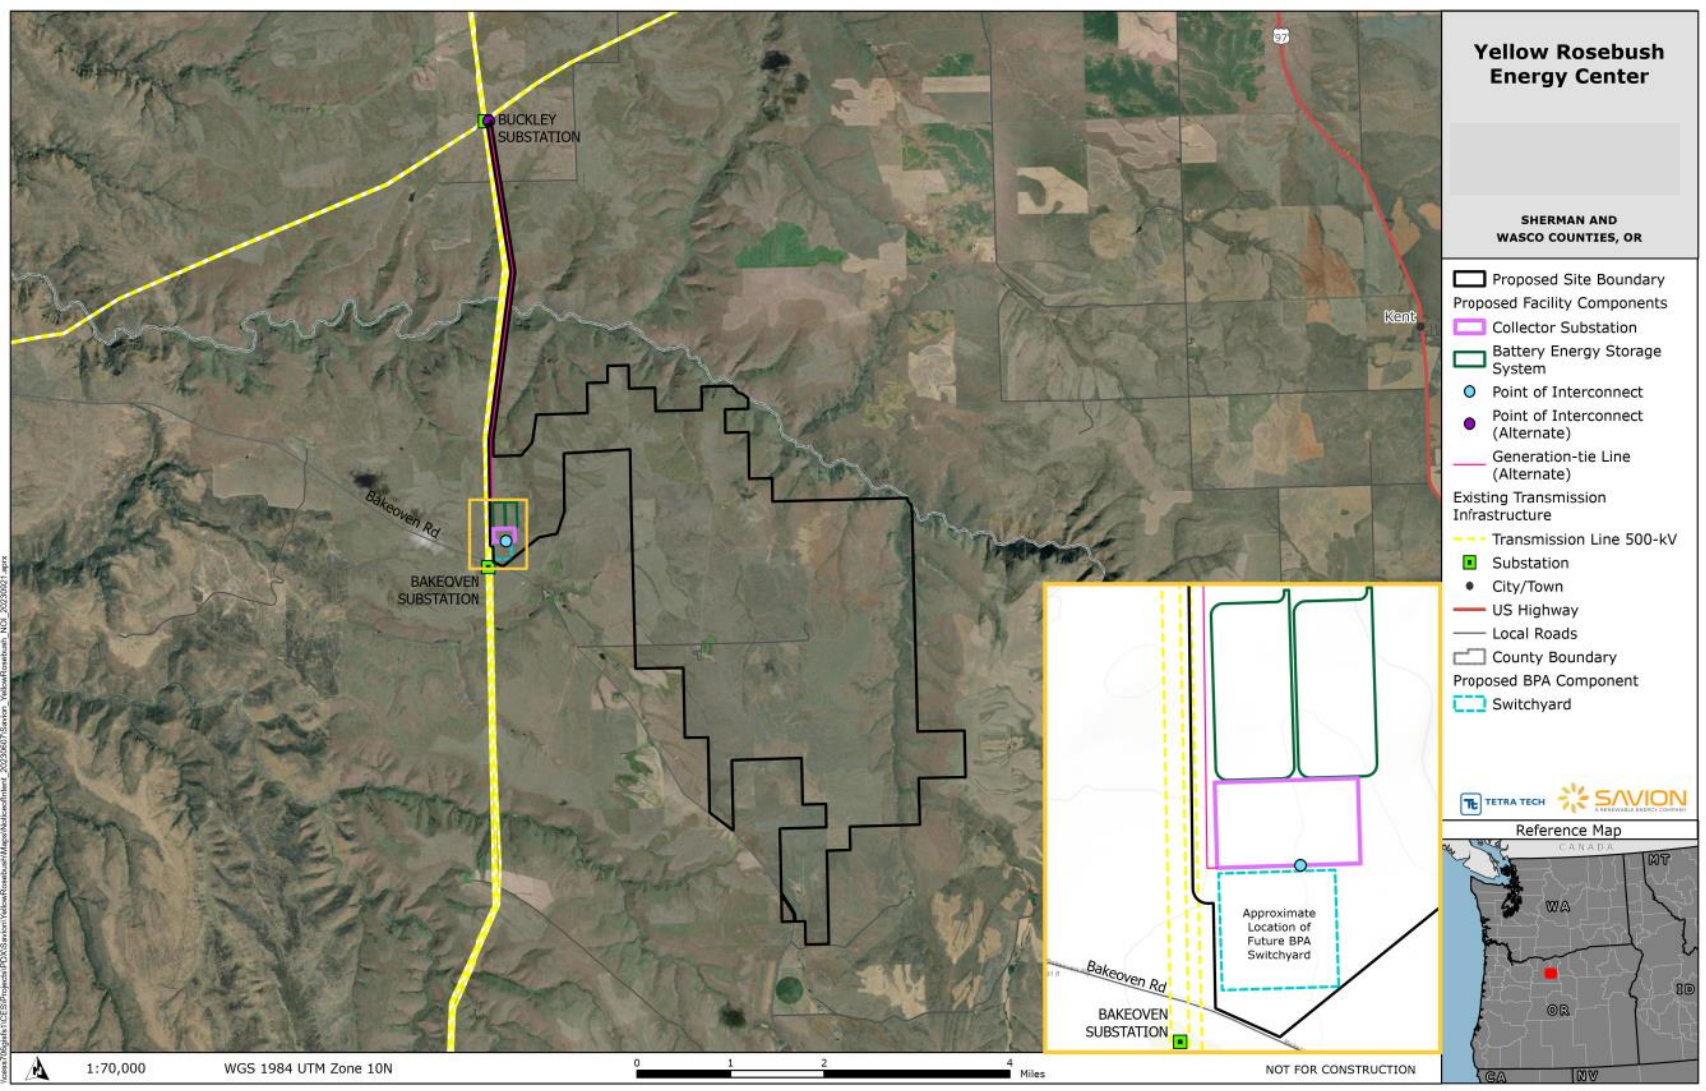 97
BUCKLEY
SUBSTATION
Kent
Bakeoven Rd
BAKEOVEN
SUBSTATION
Approximate
Location of
Future BPA
Switchyard
Bakeoven Rd
BAKEOVEN
SUBSTATION
Yellow Rosebush
Energy Center
SHERMAN AND
WASCO COUNTIES, OR
Proposed Site Boundary
Proposed Facility Components
Collector Substation
Battery Energy Storage
System
Point of Interconnect
Point of Interconnect
(Alternate)
Generation-tie Line
(Alternate)
Existing Transmission
Infrastructure
Transmission Line 500-kV
Substation
City/Town
US Highway
Local Roads
County Boundary
Proposed BPA Component
Switchyard
Tt TETRA TECH
SAVION
A RENEWABLE ENERGY COMPANY
Reference Map
CANADA
MT
WA
ID
OR
CA
NV
N
1:70,000
WGS 1984 UTM Zone 10N
0 1 2 4
Miles
NOT FOR CONSTRUCTION